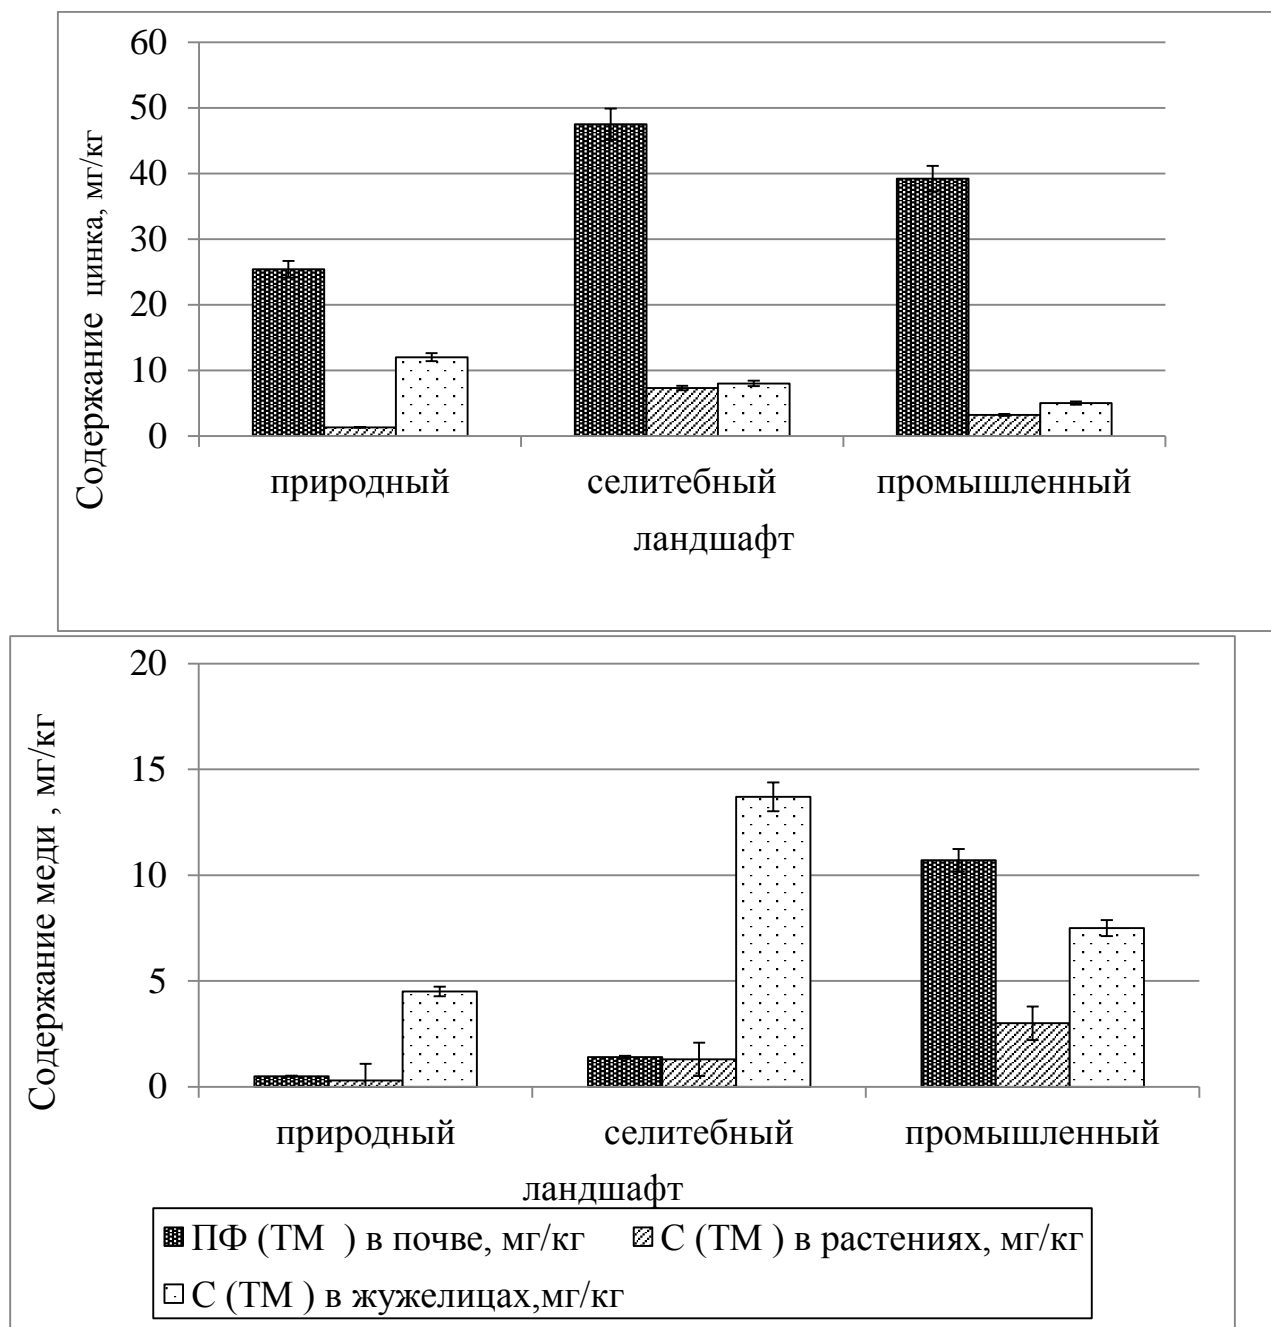 Содержание цинка, мг/кг
60
50
40
30
20
10
0
природный селитебный промышленный
ландшафт
Содержание меди , мг/кг
20
15
10
5
0
природный селитебный промышленный
ландшафт
ПФ (ТМ ) в почве, мг/кг С (ТМ ) в растениях, мг/кг
С (ТМ ) в жужелицах,мг/кг